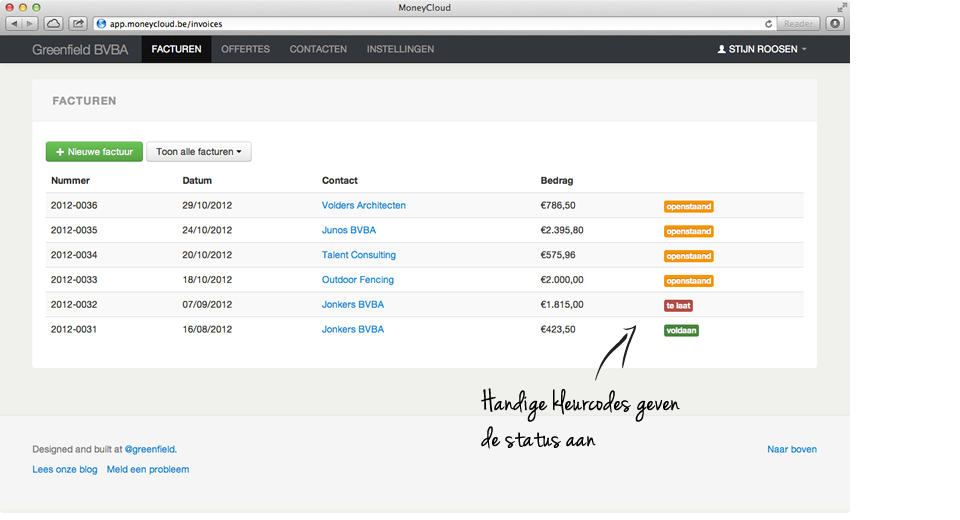 MoneyCloud
app.moneycloud.be/invoices
Reader
Greenfield BVBA FACTUREN OFFERTES CONTACTEN INSTELLINGEN STIJN ROOSEN
FACTUREN
Nieuwe factuur Toon alle facturen
Nummer Datum Contact Bedrag
2012-0036 29/10/2012 Volders Architecten €786,50 openstaand
2012-0035 24/10/2012 Junos BVBA €2.395,80 openstaand
2012-0034 20/10/2012 Talent Consulting €575,96 openstaand
2012-0033 18/10/2012 Outdoor Fencing €2.000,00 openstaand
2012-0032 07/09/2012 Jonkers BVBA €1.815,00 te laat
2012-0031 16/08/2012 Jonkers BVBA €423,50 voldaan
Handige kleurcodes geven
de status aan
Designed and built at @greenfield. Naar boven
Lees onze blog Meld een probleem